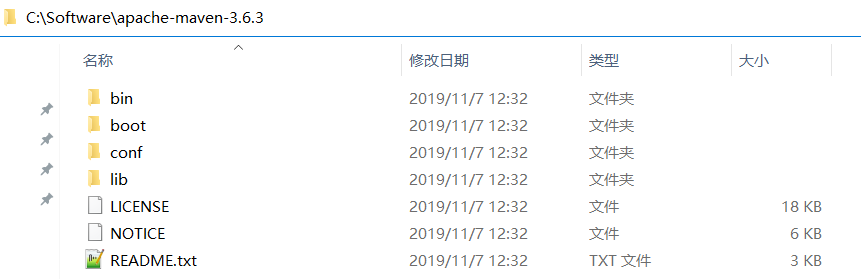 C:\Software\apache-maven-3.6.3
名称 修改日期 类型 大小
bin 2019/11/7 12:32 文件夹
boot 2019/11/7 12:32 文件夹
conf 2019/11/7 12:32 文件夹
lib 2019/11/7 12:32 文件夹
LICENSE 2019/11/7 12:32 文件 18 KB
NOTICE 2019/11/7 12:32 文件 6 KB
README.txt 2019/11/7 12:32 TXT 文件 3 KB